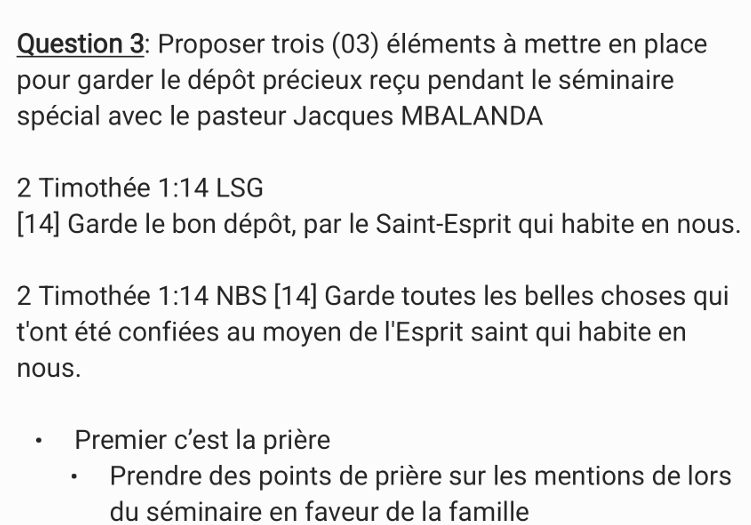 Question 3: Proposer trois (03) éléments à mettre en place
pour garder le dépôt précieux reçu pendant le séminaire
spécial avec le pasteur Jacques MBALANDA
2 Timothée 1:14 LSG
[14] Garde le bon dépôt, par le Saint-Esprit qui habite en nous.
2 Timothée 1:14 NBS [14] Garde toutes les belles choses qui
t'ont été confiées au moyen de l'Esprit saint qui habite en
nous.
• Premier c’est la prière
• Prendre des points de prière sur les mentions de lors
du séminaire en faveur de la famille